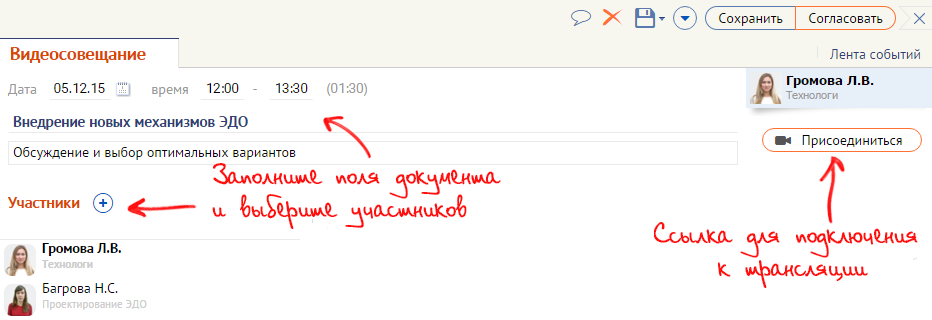 Сохранить Согласовать
Видеосовещание
Лента событий
Дата 05.12.15 время 12:00 - 13:30 (01:30)
Громова Л.В.
Технологи
Внедрение новых механизмов ЭДО
Присоединиться
Обсуждение и выбор оптимальных вариантов
Заполните поля документа
и выберите участников
Участники
Ссылка для подключения
к трансляции
Громова Л.В.
Технологи
Багрова Н.С.
Проектирование ЭДО